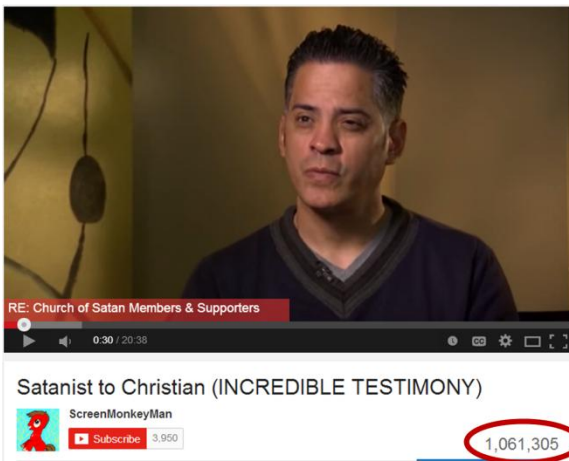 RE: Church of Satan Members & Supporters
0:30 / 20:38
CC
Satanist to Christian (INCREDIBLE TESTIMONY)
ScreenMonkeyMan
Subscribe 3,950
1,061,305